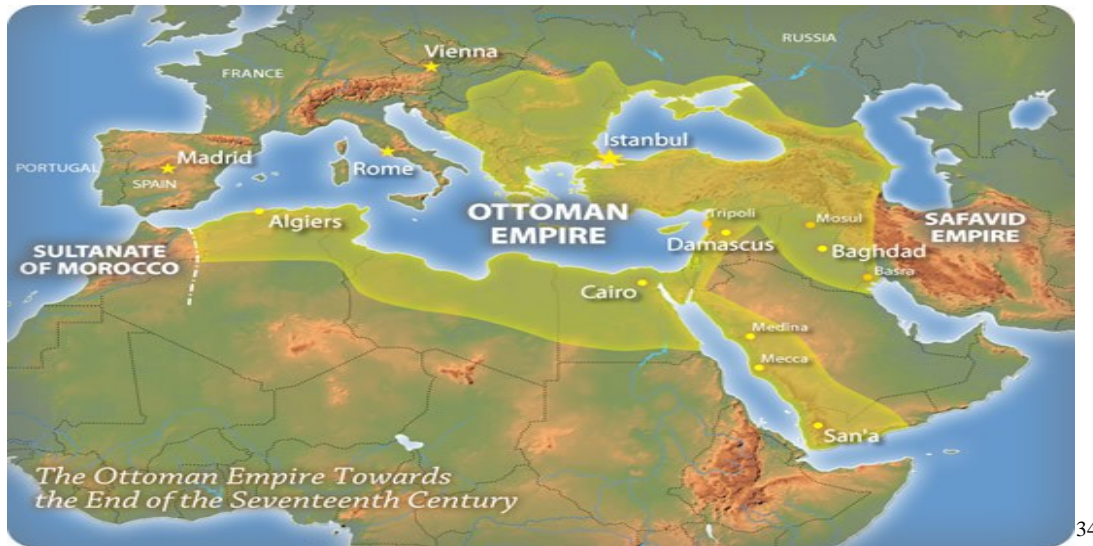 RUSSIA
Vienna
FRANCE
Istanbul
PORTUGAL
Madrid
SPAIN
Rome
OTTOMAN
EMPIRE
Algiers
Tripoli
Mosul
SAFAVID
EMPIRE
Damascus
Baghdad
SULTANATE
OF MOROCCO
Basra
Cairo
Medina
Mecca
San'a
The Ottoman Empire Towards
the End of the Seventeenth Century
34